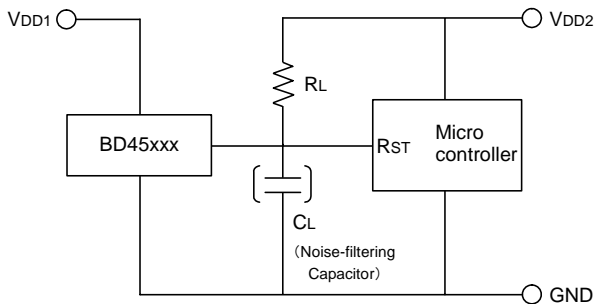 VDD1
VDD2
RL
BD45xxx
RST
Micro
controller
CL
（Noise-filtering
Capacitor）
GND